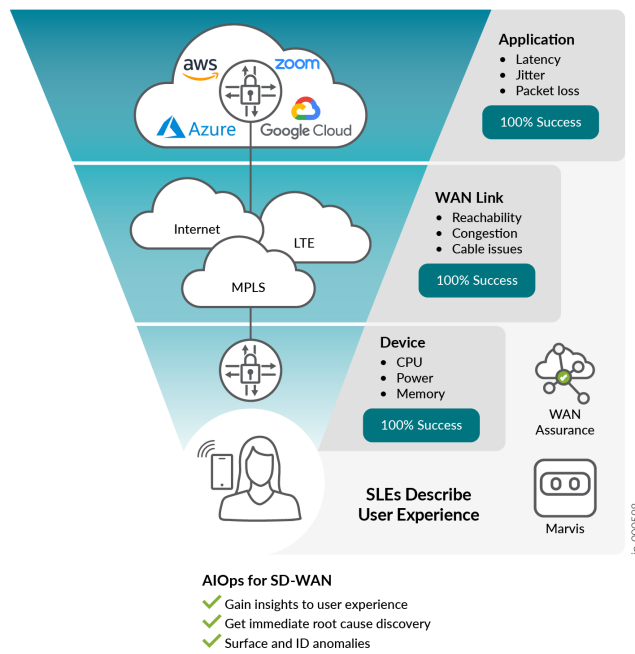 aws
zoom
Azure
Google Cloud
Application
• Latency
• Jitter
• Packet loss
100% Success
Internet
LTE
MPLS
WAN Link
• Reachability
• Congestion
• Cable issues
100% Success
Device
• CPU
• Power
• Memory
100% Success
WAN
Assurance
SLEs Describe
User Experience
Marvis
AIOps for SD-WAN
Gain insights to user experience
Get immediate root cause discovery
Surface and ID anomalies